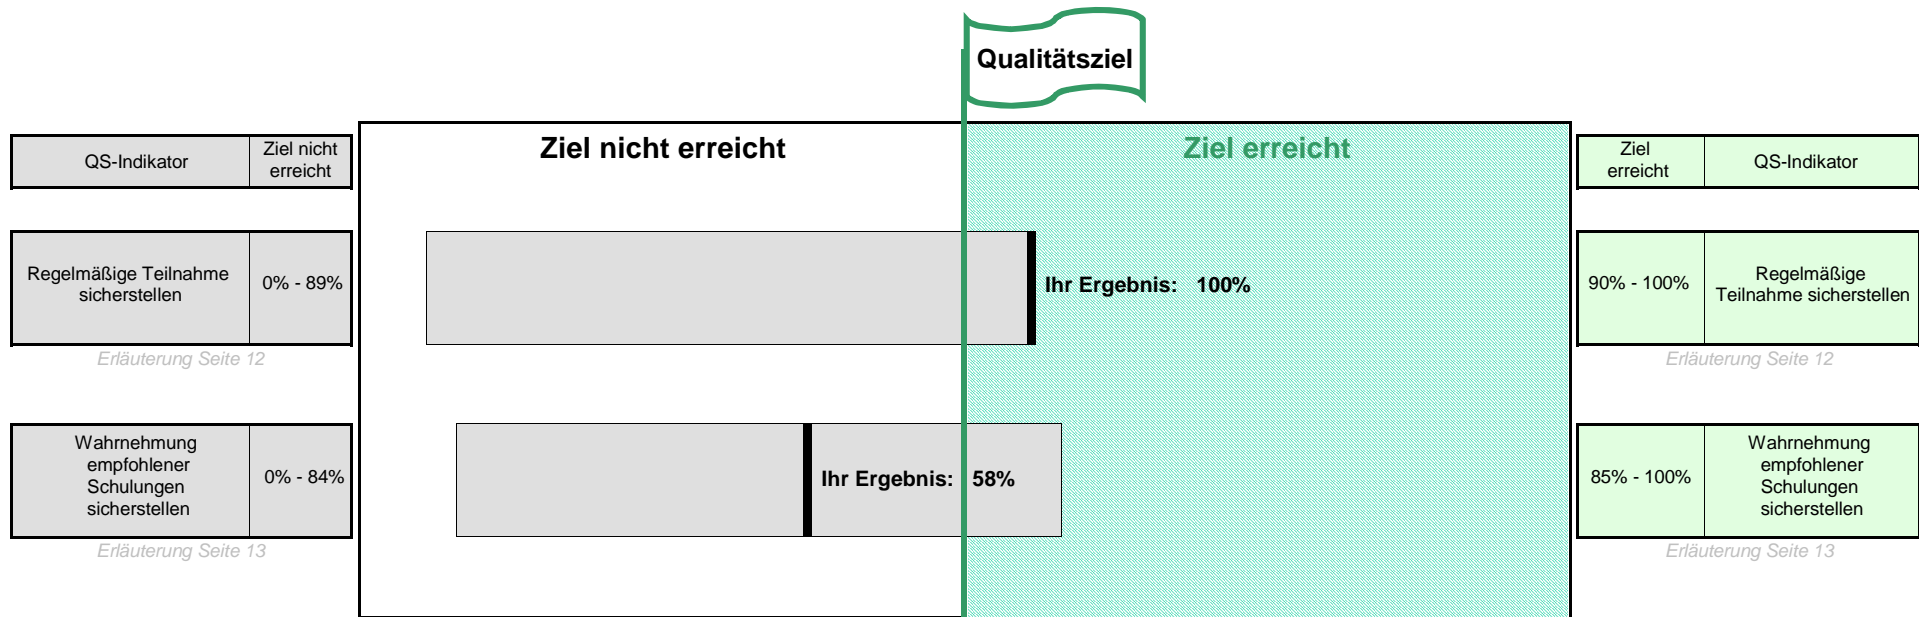 Qualitätsziel
QS-Indikator
Ziel nicht
erreicht
Ziel nicht erreicht
Ziel erreicht
Ziel
erreicht
QS-Indikator
Regelmäßige Teilnahme
sicherstellen
0% - 89%
Ihr Ergebnis: 100%
90% - 100%
Regelmäßige
Teilnahme sicherstellen
Erläuterung Seite 12
Erläuterung Seite 12
Wahrnehmung
empfohlener
Schulungen
sicherstellen
0% - 84%
Ihr Ergebnis: 58%
85% - 100%
Wahrnehmung
empfohlener
Schulungen
sicherstellen
Erläuterung Seite 13
Erläuterung Seite 13